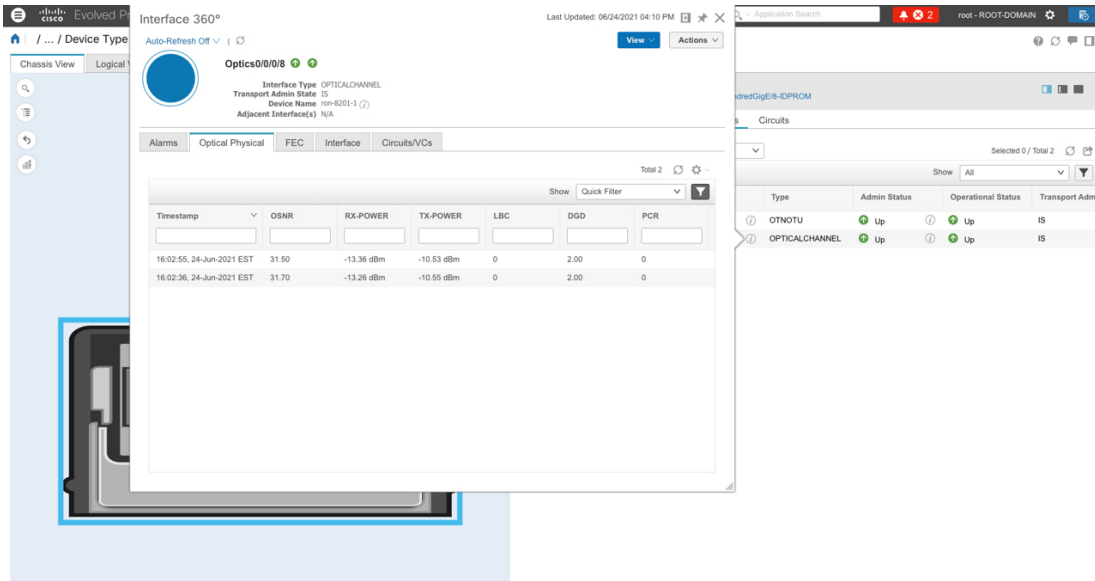 CISCO Evolved Pr
Interface 360°
Last Updated: 06/24/2021 04:10 PM
Application Search
2
root - ROOT-DOMAIN
/ ... / Device Type
Auto-Refresh Off
View
Actions
Chassis View
Logical
Optics0/0/0/8
Interface Type OPTICALCHANNEL
Transport Admin State IS
Device Name ron-8201-1
Adjacent Interface(s) N/A
ndredGigE/8-IDPROM
s Circuits
Alarms Optical Physical FEC Interface Circuits/VCs
Selected 0 / Total 2
Total 2
Show All
Show Quick Filter
Type Admin Status Operational Status Transport Adm
Timestamp OSNR RX-POWER TX-POWER LBC DGD PCR
OTNOTU Up Up IS
OPTICALCHANNEL Up Up IS
16:02:55, 24-Jun-2021 EST 31.50 -13.36 dBm -10.53 dBm 0 2.00 0
16:02:36, 24-Jun-2021 EST 31.70 -13.26 dBm -10.55 dBm 0 2.00 0